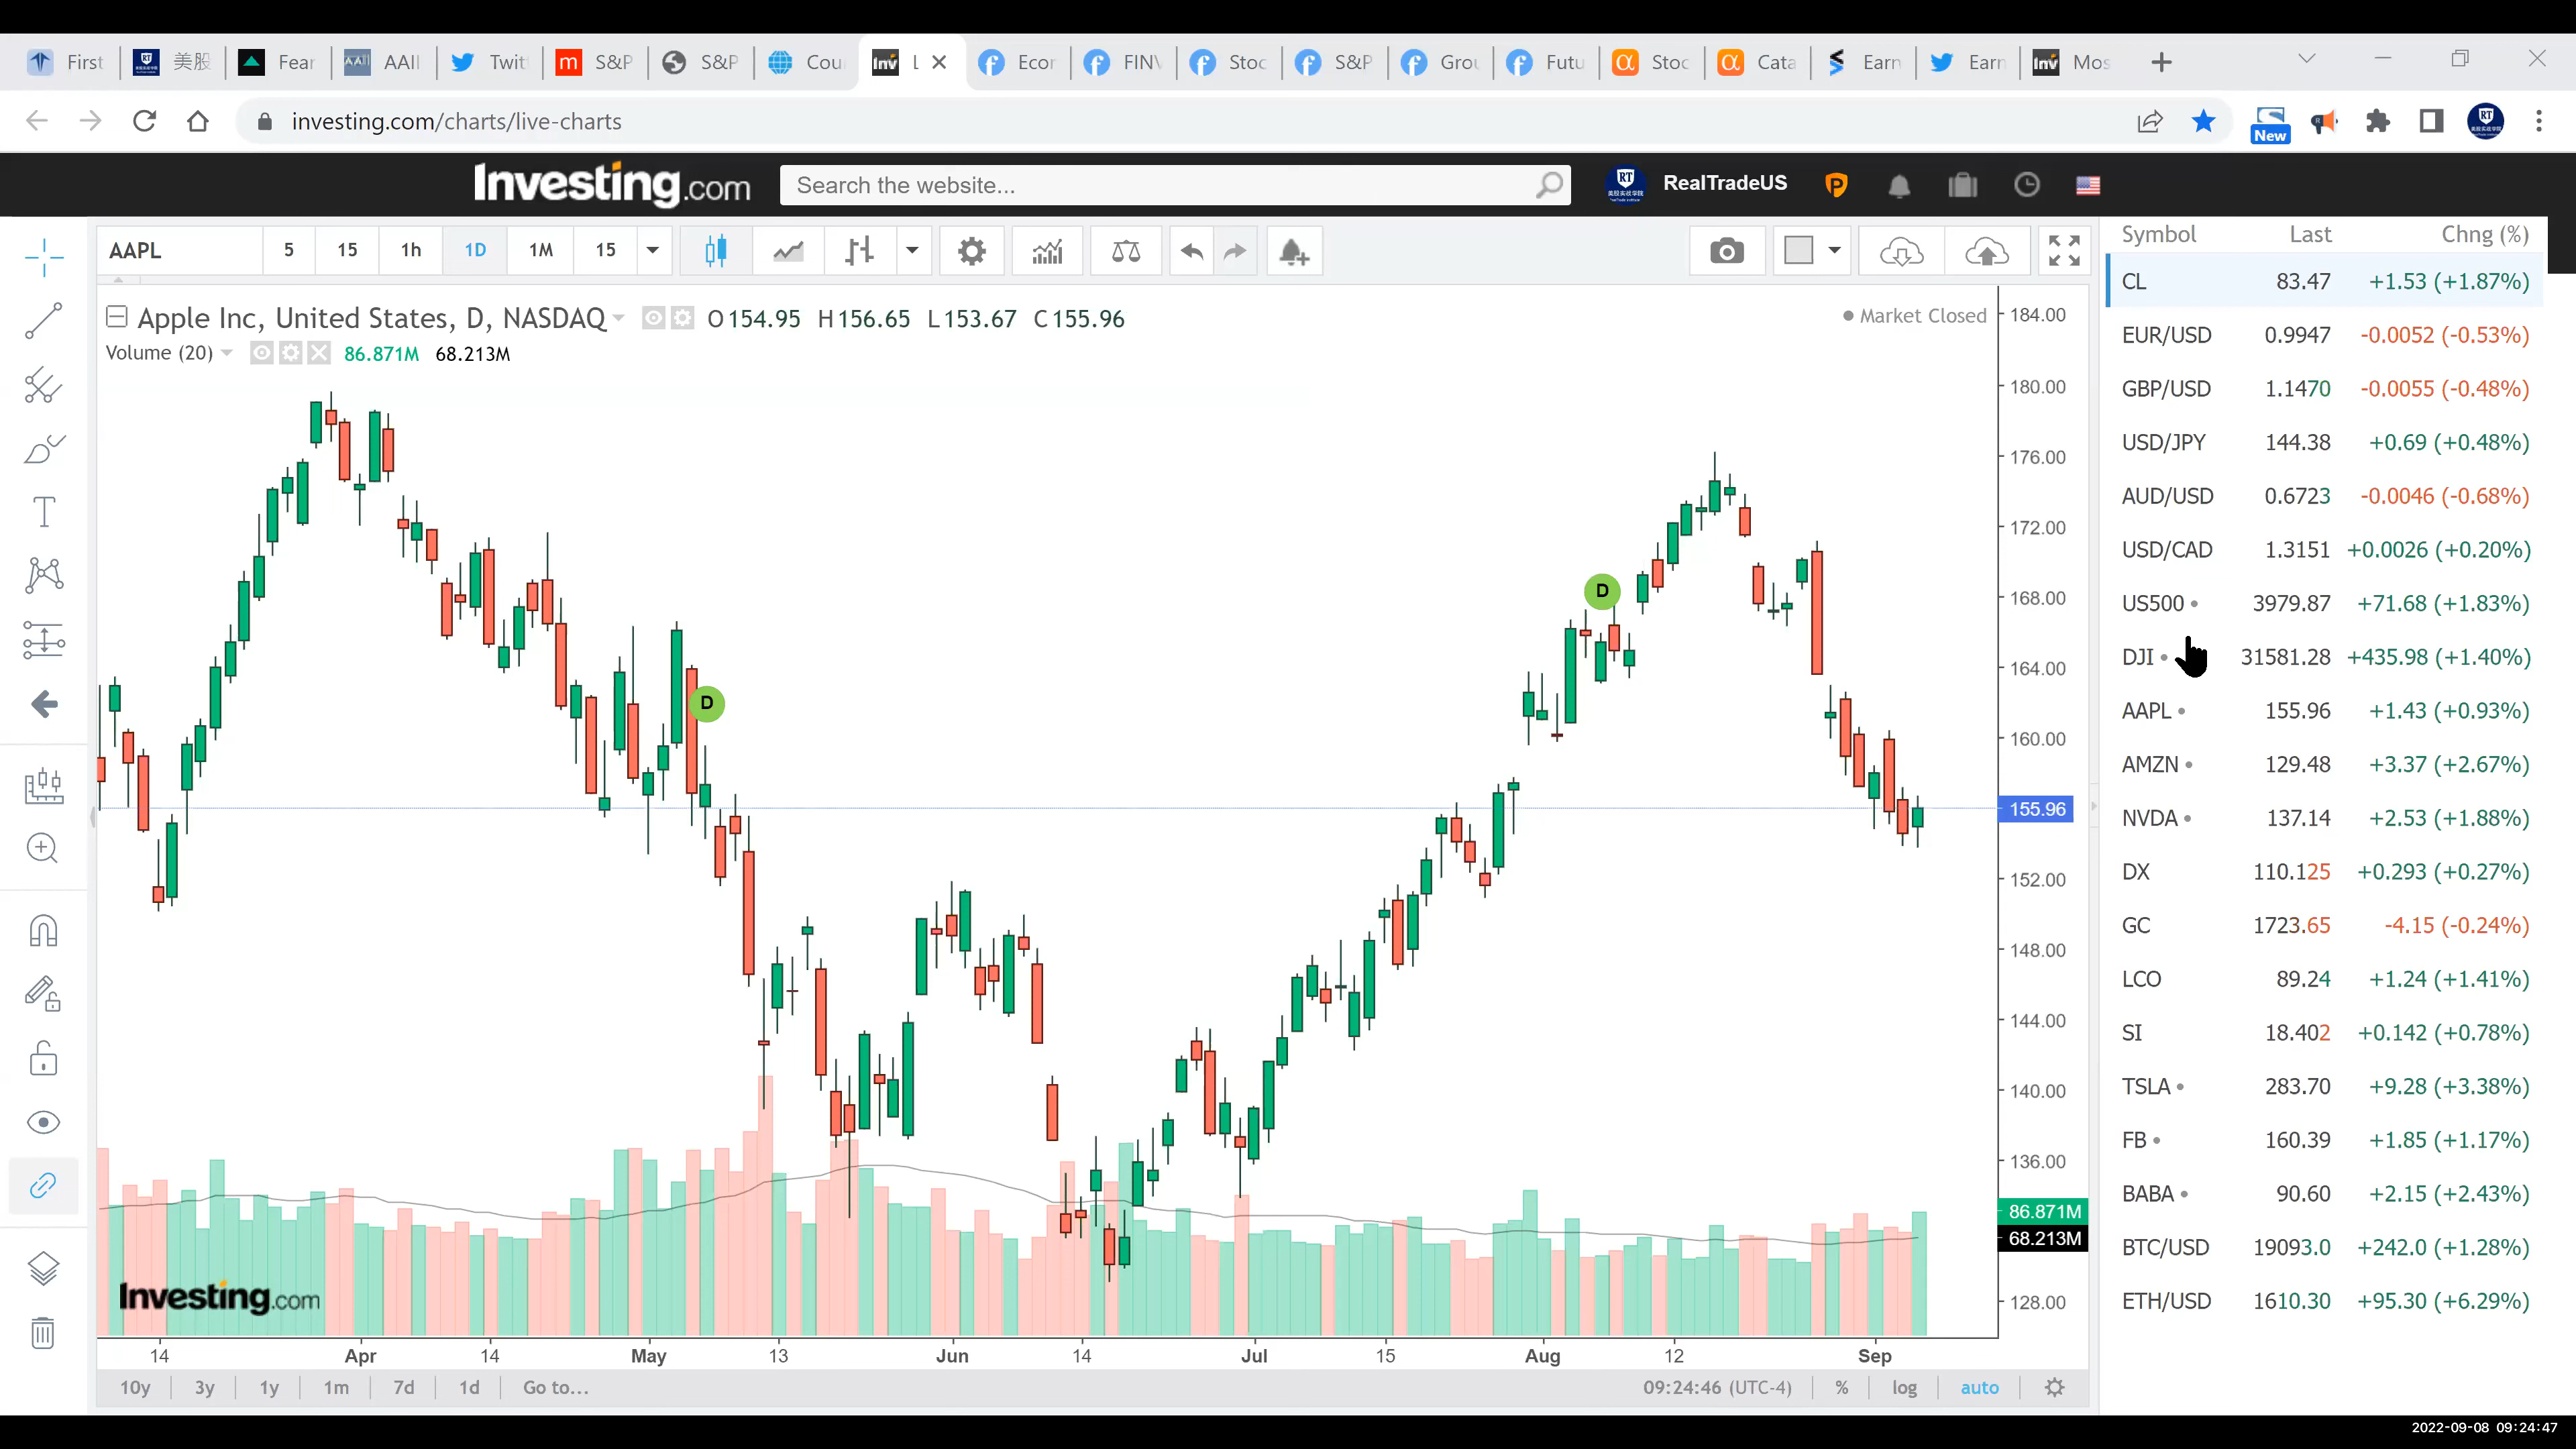 First 美股 Fear AAII Twit S&P S&P Cou L Econ FINV Stoc S&P Grou Futu Stoc Cata Earn Earn Mos
investing.com/charts/live-charts
New
Investing.com Search the website... RealTradeUS
AAPL 5 15 1h 1D 1M 15
Apple Inc, United States, D, NASDAQ O154.95 H156.65 L153.67 C155.96
Market Closed
Volume (20) 86.871M 68.213M
D
D
184.00
180.00
176.00
172.00
168.00
164.00
160.00
155.96
152.00
148.00
144.00
140.00
136.00
86.871M
68.213M
128.00
Investing.com
14 Apr 14 May 13 Jun 14 Jul 15 Aug 12 Sep
10y 3y 1y 1m 7d 1d Go to... 09:24:46 (UTC-4) % log auto
Symbol Last Chng (%)
CL 83.47 +1.53 (+1.87%)
EUR/USD 0.9947 -0.0052 (-0.53%)
GBP/USD 1.1470 -0.0055 (-0.48%)
USD/JPY 144.38 +0.69 (+0.48%)
AUD/USD 0.6723 -0.0046 (-0.68%)
USD/CAD 1.3151 +0.0026 (+0.20%)
US500 3979.87 +71.68 (+1.83%)
DJI 31581.28 +435.98 (+1.40%)
AAPL 155.96 +1.43 (+0.93%)
AMZN 129.48 +3.37 (+2.67%)
NVDA 137.14 +2.53 (+1.88%)
DX 110.125 +0.293 (+0.27%)
GC 1723.65 -4.15 (-0.24%)
LCO 89.24 +1.24 (+1.41%)
SI 18.402 +0.142 (+0.78%)
TSLA 283.70 +9.28 (+3.38%)
FB 160.39 +1.85 (+1.17%)
BABA 90.60 +2.15 (+2.43%)
BTC/USD 19093.0 +242.0 (+1.28%)
ETH/USD 1610.30 +95.30 (+6.29%)
2022-09-08 09:24:47